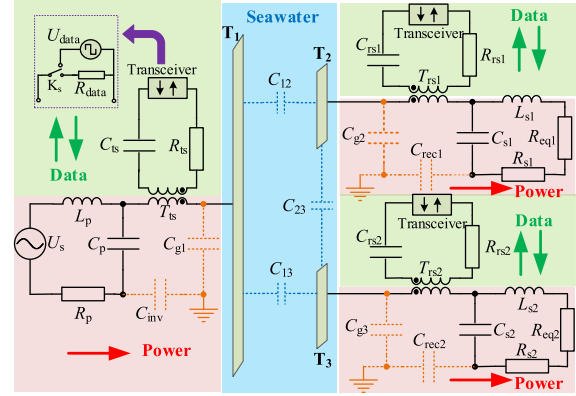 Seawater
T1
U_data
K_s
R_data
Transceiver
C_ts
R_ts
Data
T_ts
L_p
U_s
C_p
C_g1
R_p
C_inv
Power
C_12
T_2
C_23
C_13
T_3
Transceiver
C_rs1
R_rs1
Data
T_rs1
L_s1
C_g2
C_s1
R_eq1
C_rec1
R_s1
Power
Transceiver
C_rs2
R_rs2
Data
T_rs2
L_s2
C_g3
C_s2
R_eq2
C_rec2
R_s2
Power